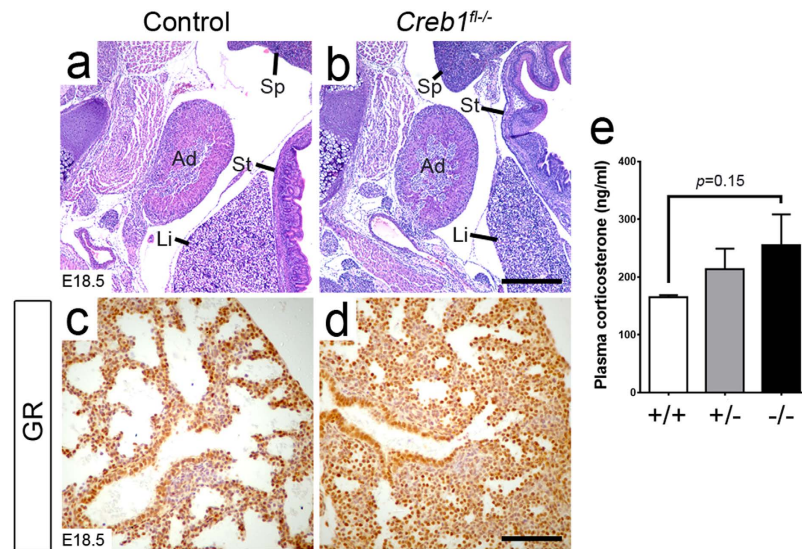 Control
Creb1fl-/-
a
Sp
Ad
St
Li
E18.5
b
Sp
St
Ad
Li
GR
c
E18.5
d
e
Plasma corticosterone (ng/ml)
400
300
200
100
0
p=0.15
+/+
+/-
-/-